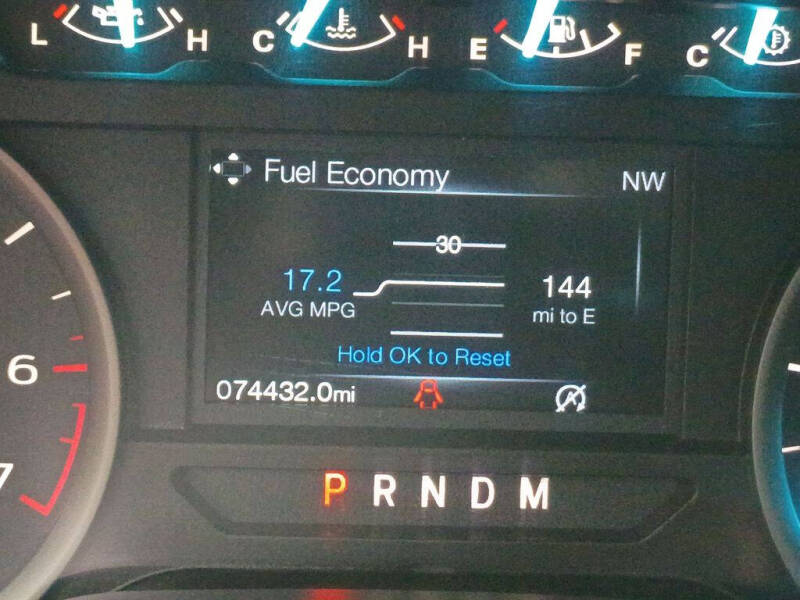 L H C H E F C
Fuel Economy NW
30
17.2 144
AVG MPG mi to E
Hold OK to Reset
074432.0mi
6
7
P R N D M